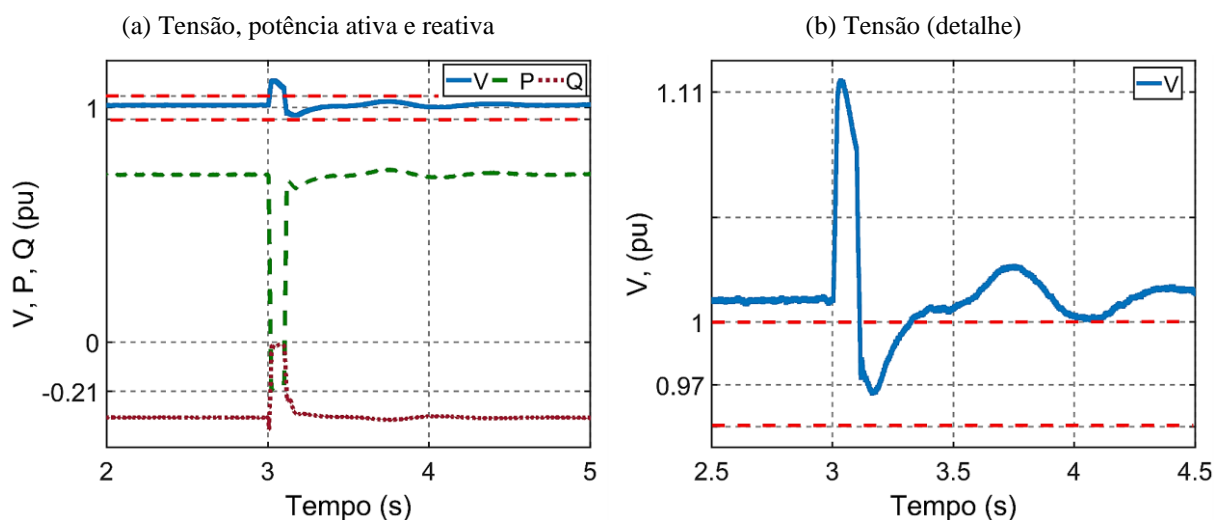 (a) Tensão, potência ativa e reativa
(b) Tensão (detalhe)
V P Q
1
0
-0.21
2 3 4 5
Tempo (s)
V, P, Q (pu)
V
1.11
1
0.97
2.5 3 3.5 4 4.5
Tempo (s)
V, (pu)